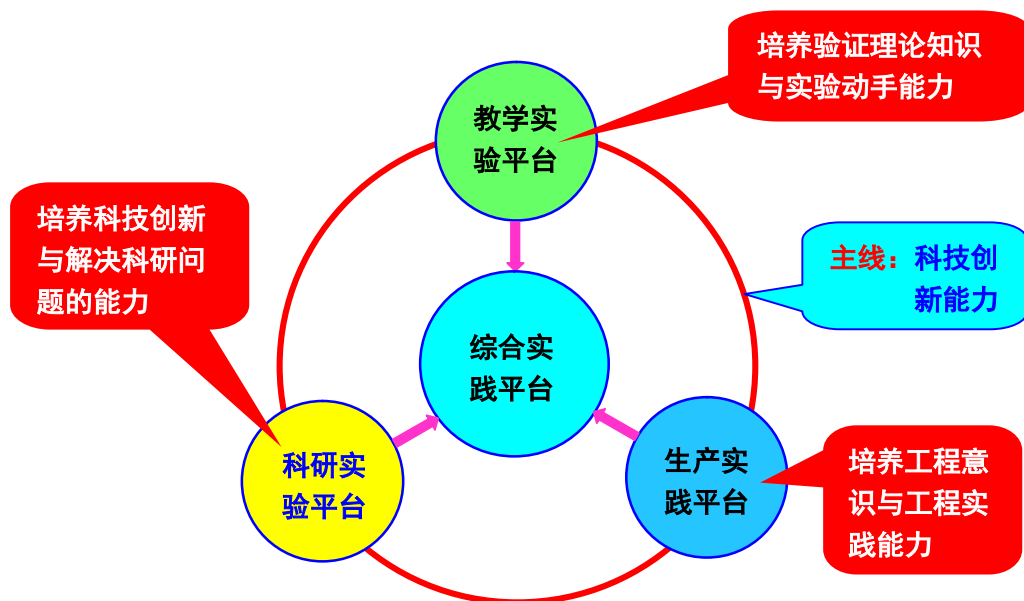 培养验证理论知识
与实验动手能力
教学实
验平台
培养科技创新
与解决科研问
题的能力
主线：科技创
新能力
综合实
践平台
科研实
验平台
生产实
践平台
培养工程意
识与工程实
践能力